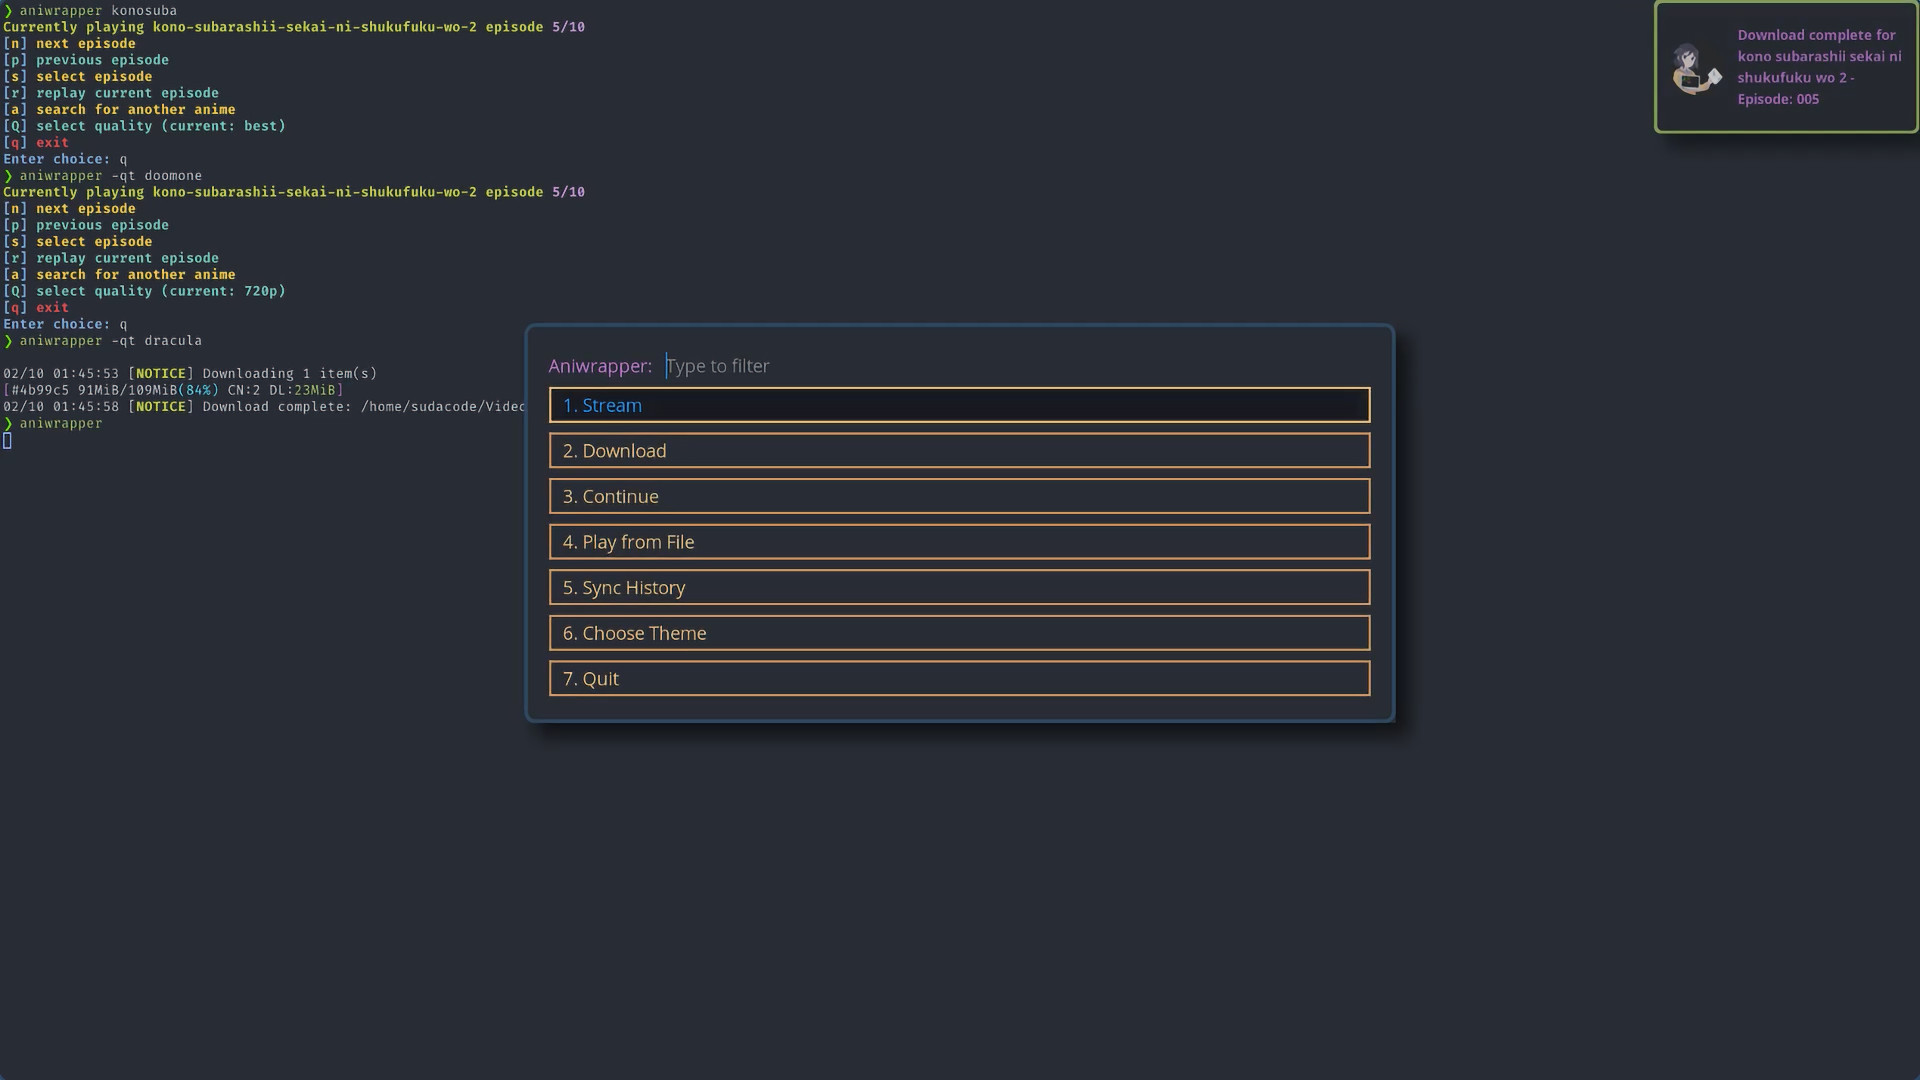 ❯ aniwrapper konosuba
Currently playing kono-subarashii-sekai-ni-shukufuku-wo-2 episode 5/10
[n] next episode
[p] previous episode
[s] select episode
[r] replay current episode
[a] search for another anime
[Q] select quality (current: best)
[q] exit
Enter choice: q
❯ aniwrapper -qt doomone
Currently playing kono-subarashii-sekai-ni-shukufuku-wo-2 episode 5/10
[n] next episode
[p] previous episode
[s] select episode
[r] replay current episode
[a] search for another anime
[Q] select quality (current: 720p)
[q] exit
Enter choice: q
❯ aniwrapper -qt dracula
02/10 01:45:53 [NOTICE] Downloading 1 item(s)
[#4b99c5 91MiB/109MiB(84%) CN:2 DL:23MiB]
02/10 01:45:58 [NOTICE] Download complete: /home/sudacode/Videc
❯ aniwrapper
Aniwrapper: Type to filter
1. Stream
2. Download
3. Continue
4. Play from File
5. Sync History
6. Choose Theme
7. Quit
Download complete for
kono subarashii sekai ni
shukufuku wo 2 -
Episode: 005